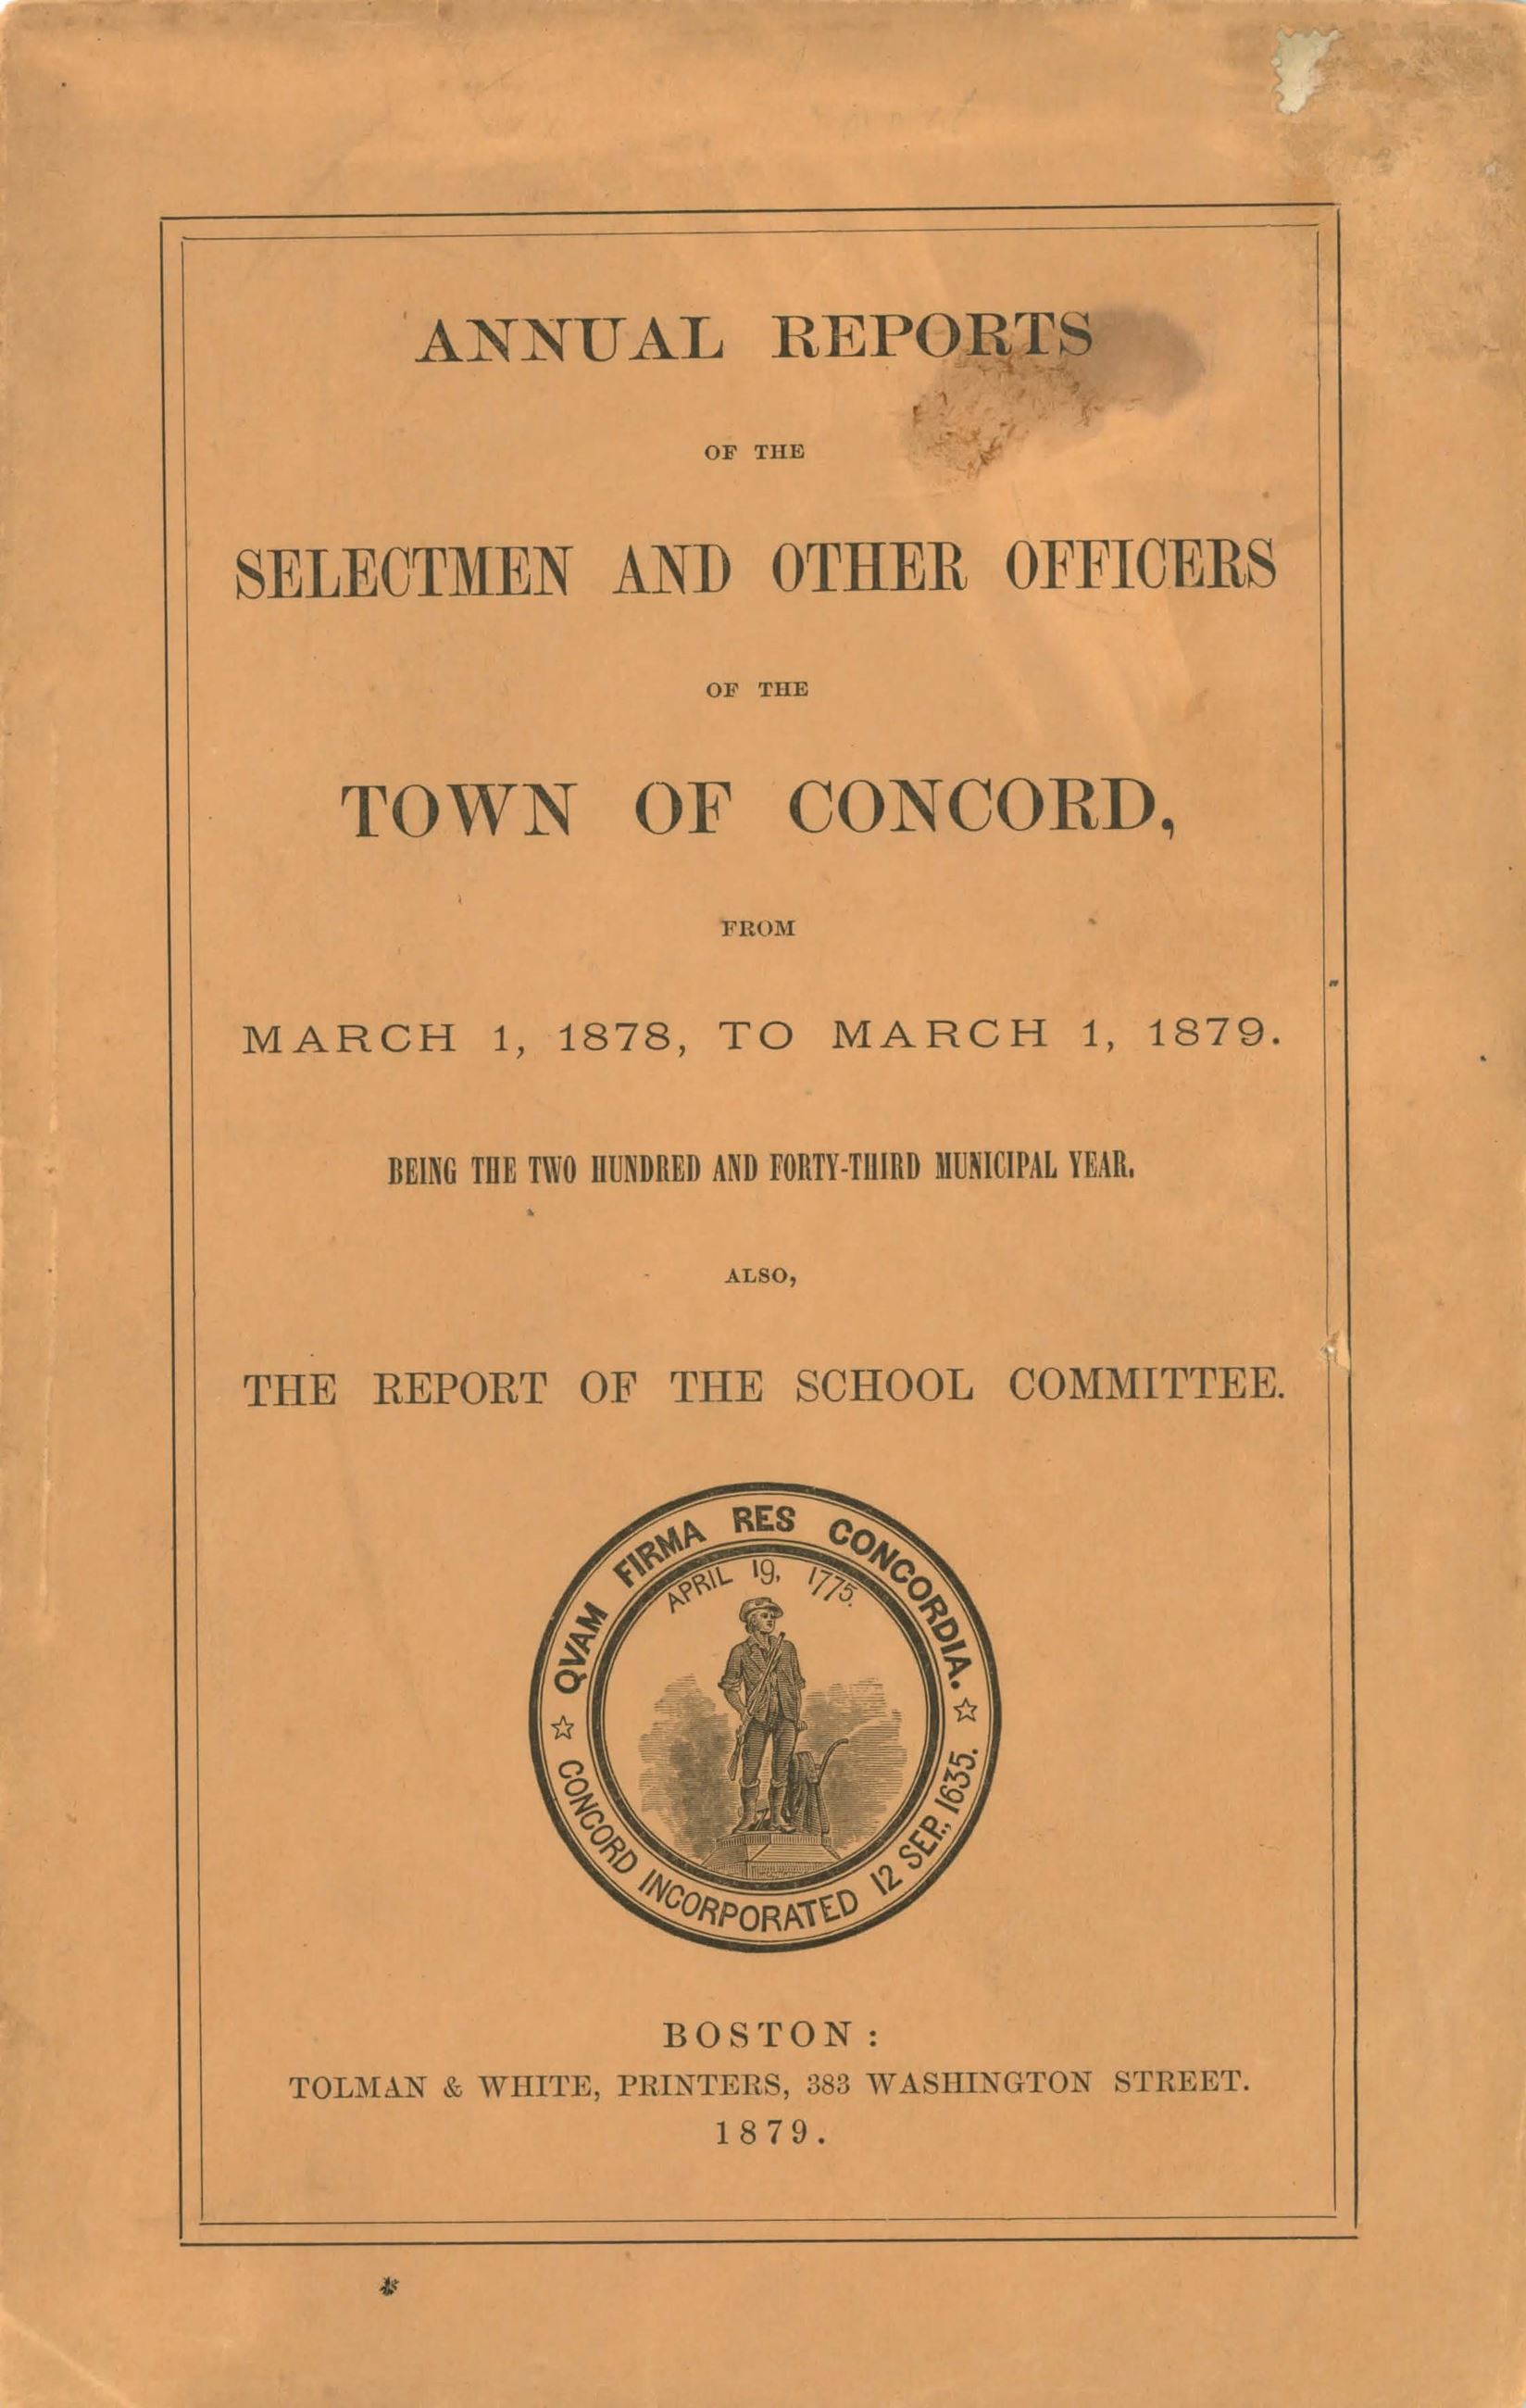 ANNUAL REPORTS
OF THE
SELECTMEN AND OTHER OFFICERS
OF THE
TOWN OF CONCORD,
FROM
MARCH 1, 1878, TO MARCH 1, 1879.
BEING THE TWO HUNDRED AND FORTY-THIRD MUNICIPAL YEAR.
ALSO,
THE REPORT OF THE SCHOOL COMMITTEE.
QVAM FIRMA RES CONCORDIA.
APRIL 19, 1775.
☆ CONCORD INCORPORATED 12 SEP., 1635. ☆
BOSTON:
TOLMAN & WHITE, PRINTERS, 383 WASHINGTON STREET.
1879.